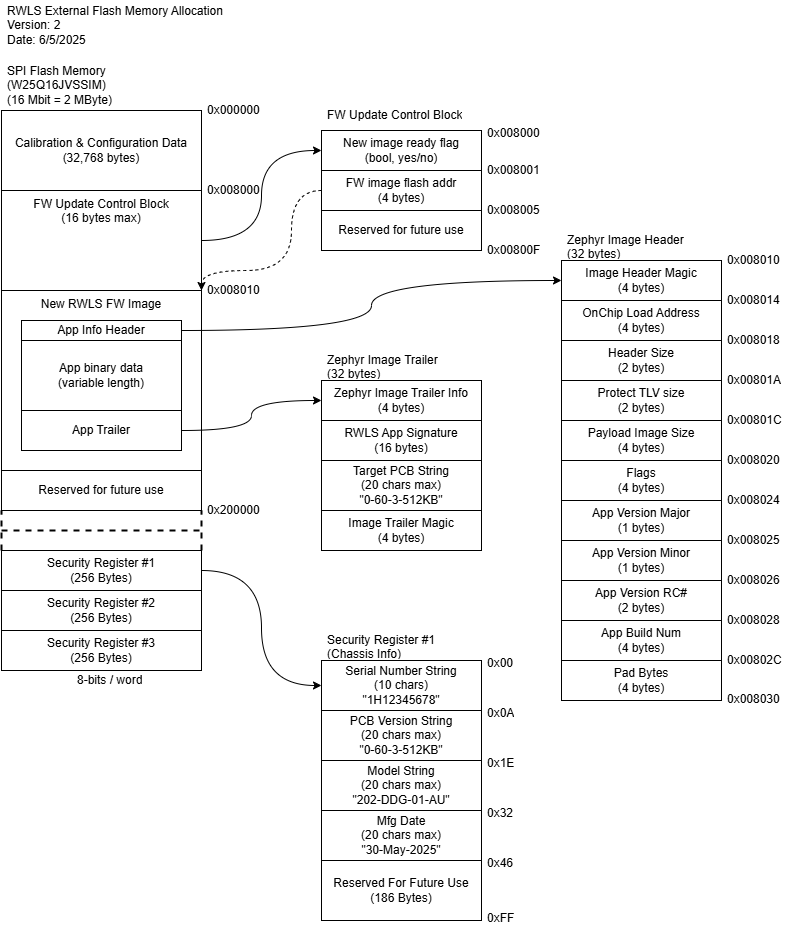 RWLS External Flash Memory Allocation
Version: 2
Date: 6/5/2025
SPI Flash Memory
(W25Q16JVSSIM)
(16 Mbit = 2 MByte)
0x000000
Calibration & Configuration Data
(32,768 bytes)
0x008000
FW Update Control Block
(16 bytes max)
0x008010
New RWLS FW Image
App Info Header
App binary data
(variable length)
App Trailer
Reserved for future use
0x200000
Security Register #1
(256 Bytes)
Security Register #2
(256 Bytes)
Security Register #3
(256 Bytes)
8-bits / word
FW Update Control Block
0x008000
New image ready flag
(bool, yes/no)
0x008001
FW image flash addr
(4 bytes)
0x008005
Reserved for future use
0x00800F
Zephyr Image Trailer
(32 bytes)
Zephyr Image Trailer Info
(4 bytes)
RWLS App Signature
(16 bytes)
Target PCB String
(20 chars max)
"0-60-3-512KB"
Image Trailer Magic
(4 bytes)
Security Register #1
(Chassis Info)
0x00
Serial Number String
(10 chars)
"1H12345678"
0x0A
PCB Version String
(20 chars max)
"0-60-3-512KB"
0x1E
Model String
(20 chars max)
"202-DDG-01-AU"
0x32
Mfg Date
(20 chars max)
"30-May-2025"
0x46
Reserved For Future Use
(186 Bytes)
0xFF
Zephyr Image Header
(32 bytes)
0x008010
Image Header Magic
(4 bytes)
0x008014
OnChip Load Address
(4 bytes)
0x008018
Header Size
(2 bytes)
0x00801A
Protect TLV size
(2 bytes)
0x00801C
Payload Image Size
(4 bytes)
0x008020
Flags
(4 bytes)
0x008024
App Version Major
(1 bytes)
0x008025
App Version Minor
(1 bytes)
0x008026
App Version RC#
(2 bytes)
0x008028
App Build Num
(4 bytes)
0x00802C
Pad Bytes
(4 bytes)
0x008030